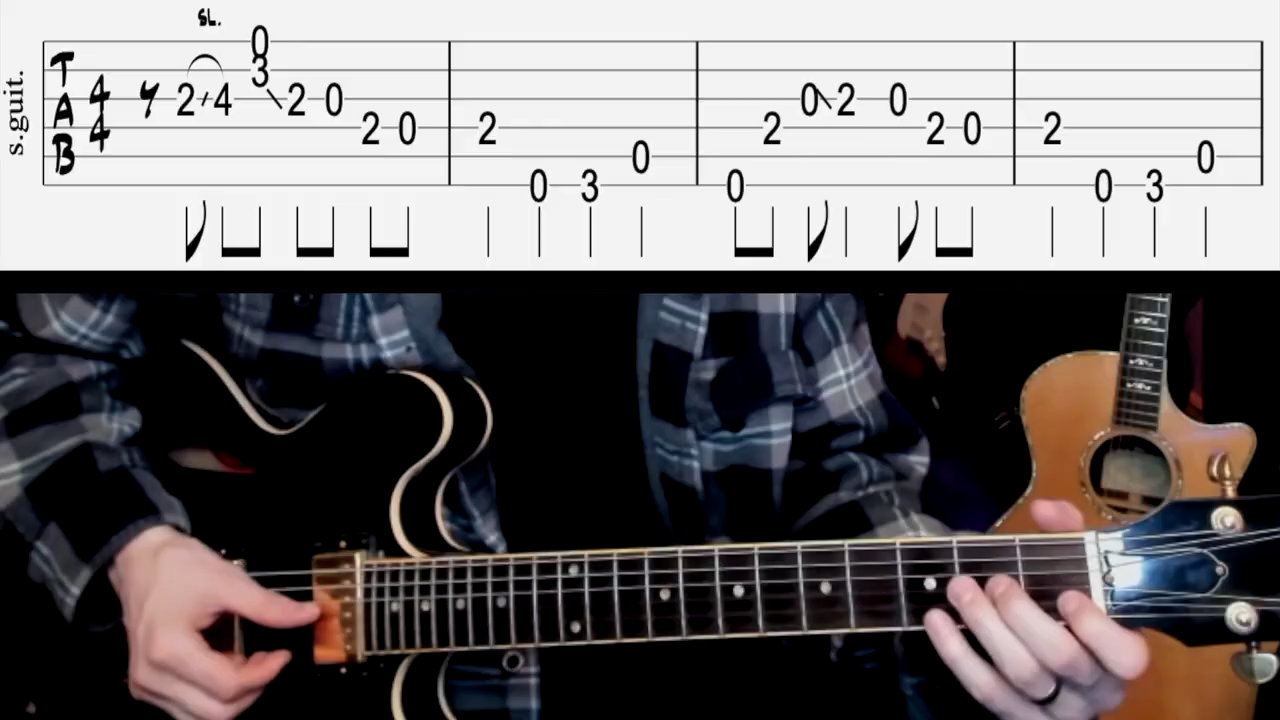 SL.
0
T 3
A 4 2 4 2 0 0 2 0
B 4 2 0 2 2 2 0 2
0 0
0 3 0 0 3
s.guit.